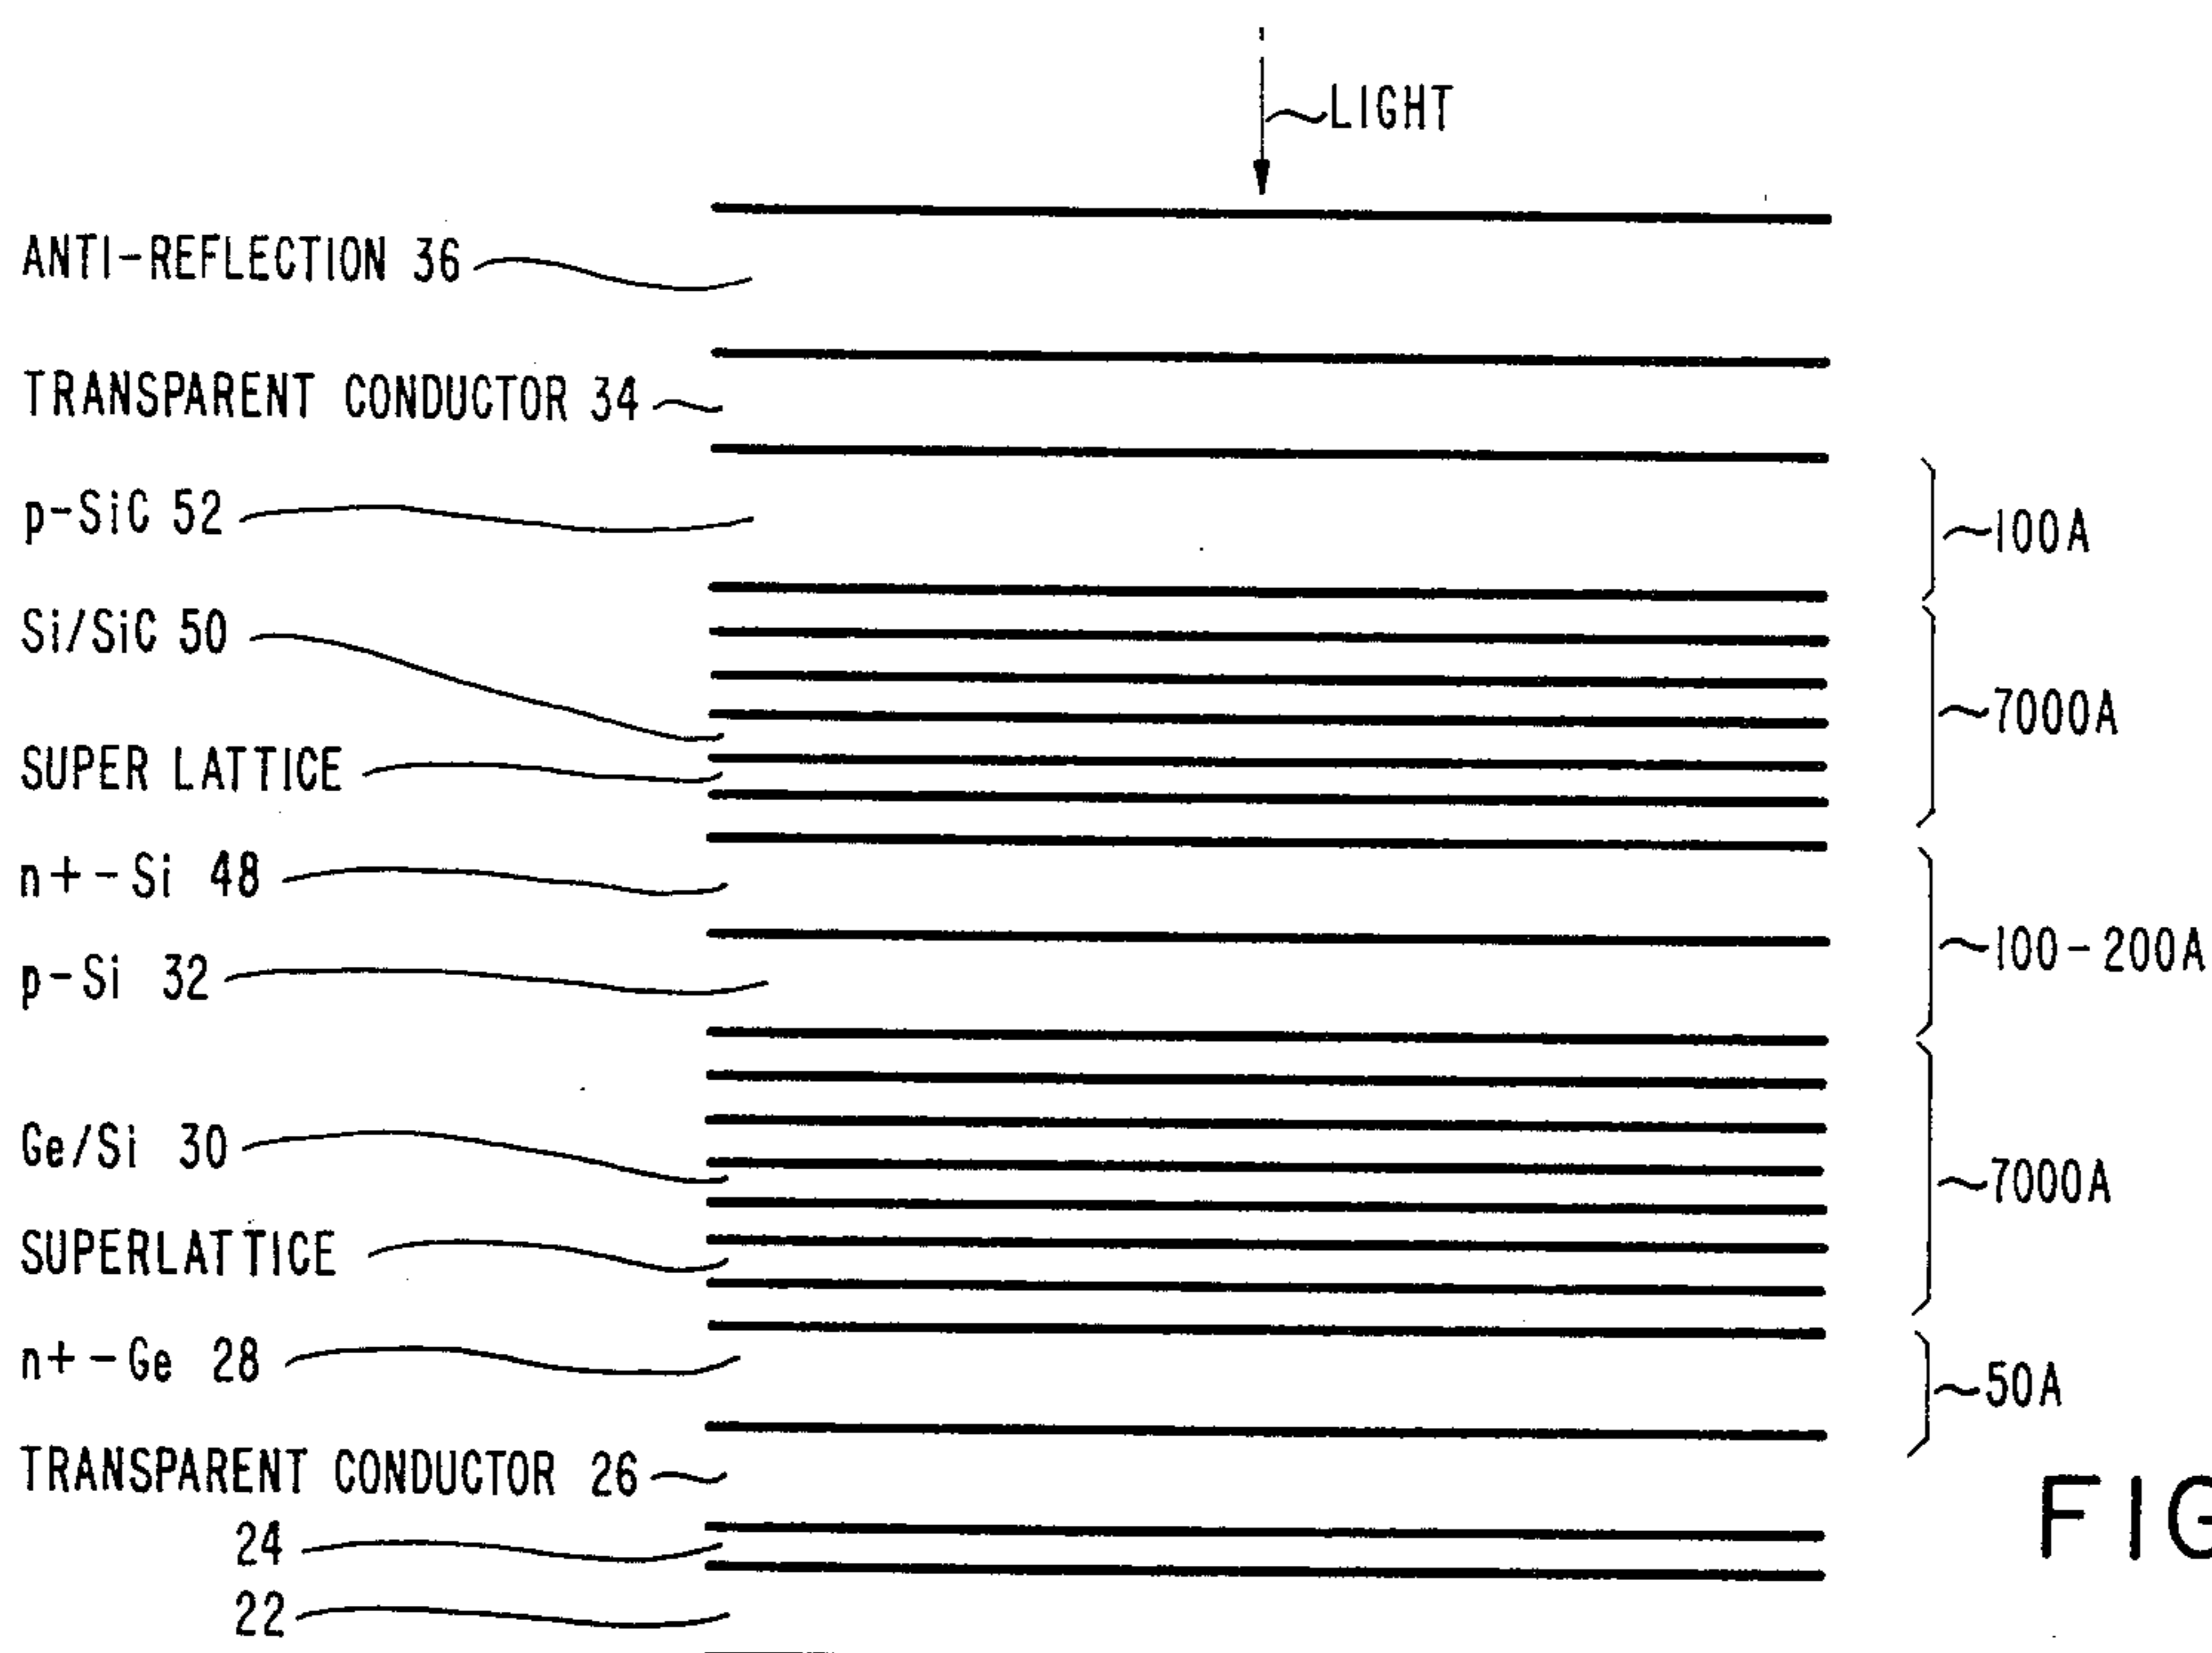 LIGHT
ANTI-REFLECTION 36
TRANSPARENT CONDUCTOR 34
p-SiC 52
100A
Si/SiC 50
7000A
SUPER LATTICE
n+-Si 48
100-200A
p-Si 32
Ge/Si 30
7000A
SUPERLATTICE
n+-Ge 28
50A
TRANSPARENT CONDUCTOR 26
24
22
FIG